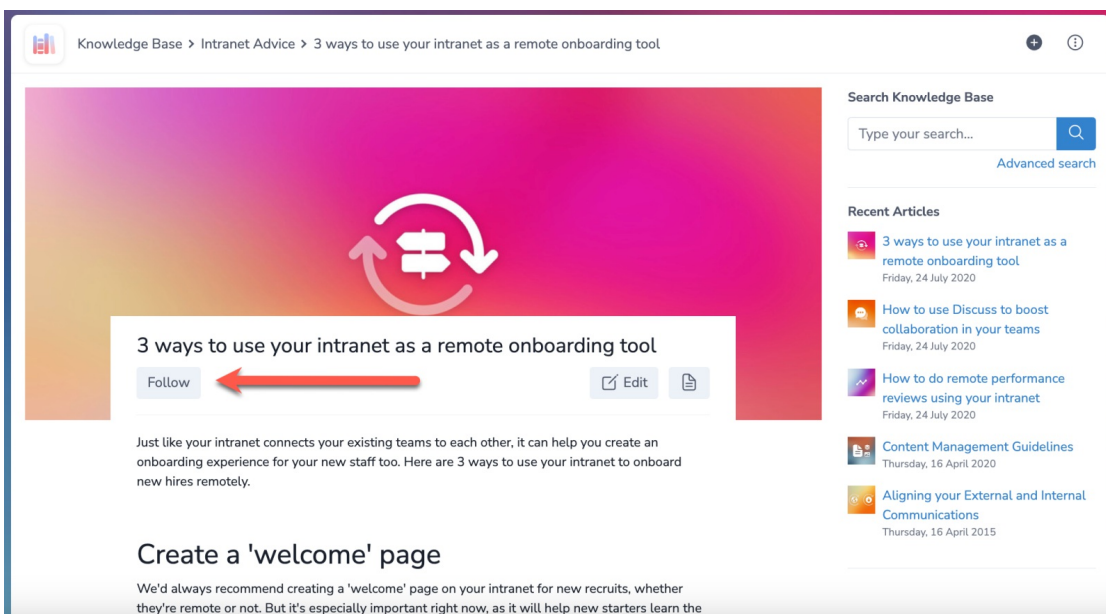 Knowledge Base > Intranet Advice > 3 ways to use your intranet as a remote onboarding tool
3 ways to use your intranet as a remote onboarding tool
Follow
Edit
Just like your intranet connects your existing teams to each other, it can help you create an
onboarding experience for your new staff too. Here are 3 ways to use your intranet to onboard
new hires remotely.
Create a 'welcome' page
We'd always recommend creating a 'welcome' page on your intranet for new recruits, whether
they're remote or not. But it's especially important right now, as it will help new starters learn the
Search Knowledge Base
Type your search...
Advanced search
Recent Articles
3 ways to use your intranet as a
remote onboarding tool
Friday, 24 July 2020
How to use Discuss to boost
collaboration in your teams
Friday, 24 July 2020
How to do remote performance
reviews using your intranet
Friday, 24 July 2020
Content Management Guidelines
Thursday, 16 April 2020
Aligning your External and Internal
Communications
Thursday, 16 April 2015